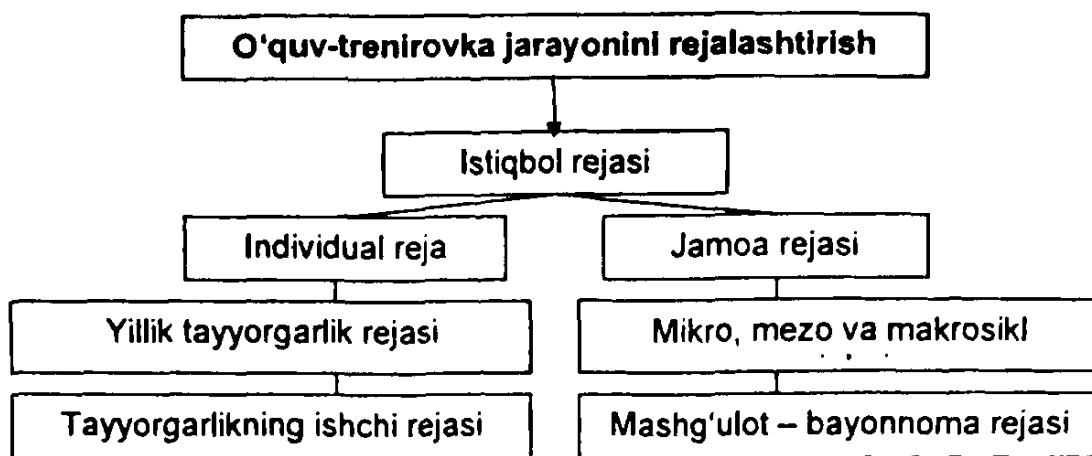 O‘quv-trenirovka jarayonini rejalashtirish
Istiqbol rejasi
Individual reja
Jamoa rejasi
Yillik tayyorgarlik rejasi
Mikro, mezo va makrosikl
Tayyorgarlikning ishchi rejasi
Mashg‘ulot – bayonnoma rejasi